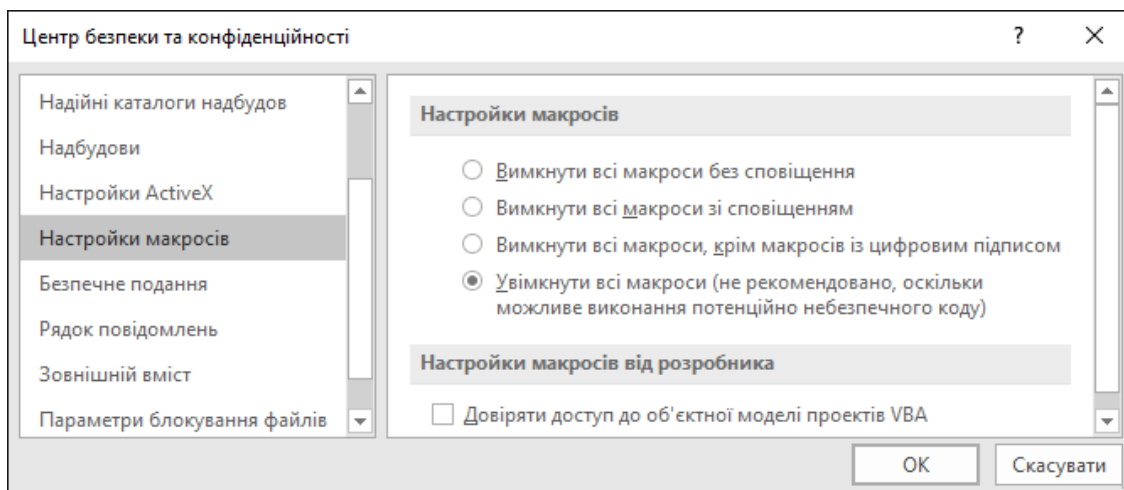 Центр безпеки та конфіденційності
?
Надійні каталоги надбудов
Надбудови
Настройки ActiveX
Настройки макросів
Безпечне подання
Рядок повідомлень
Зовнішній вміст
Параметри блокування файлів
Настройки макросів
Вимкнути всі макроси без сповіщення
Вимкнути всі макроси зі сповіщенням
Вимкнути всі макроси, крім макросів із цифровим підписом
Увімкнути всі макроси (не рекомендовано, оскільки
можливе виконання потенційно небезпечного коду)
Настройки макросів від розробника
Довіряти доступ до об'єктної моделі проектів VBA
ОК
Скасувати